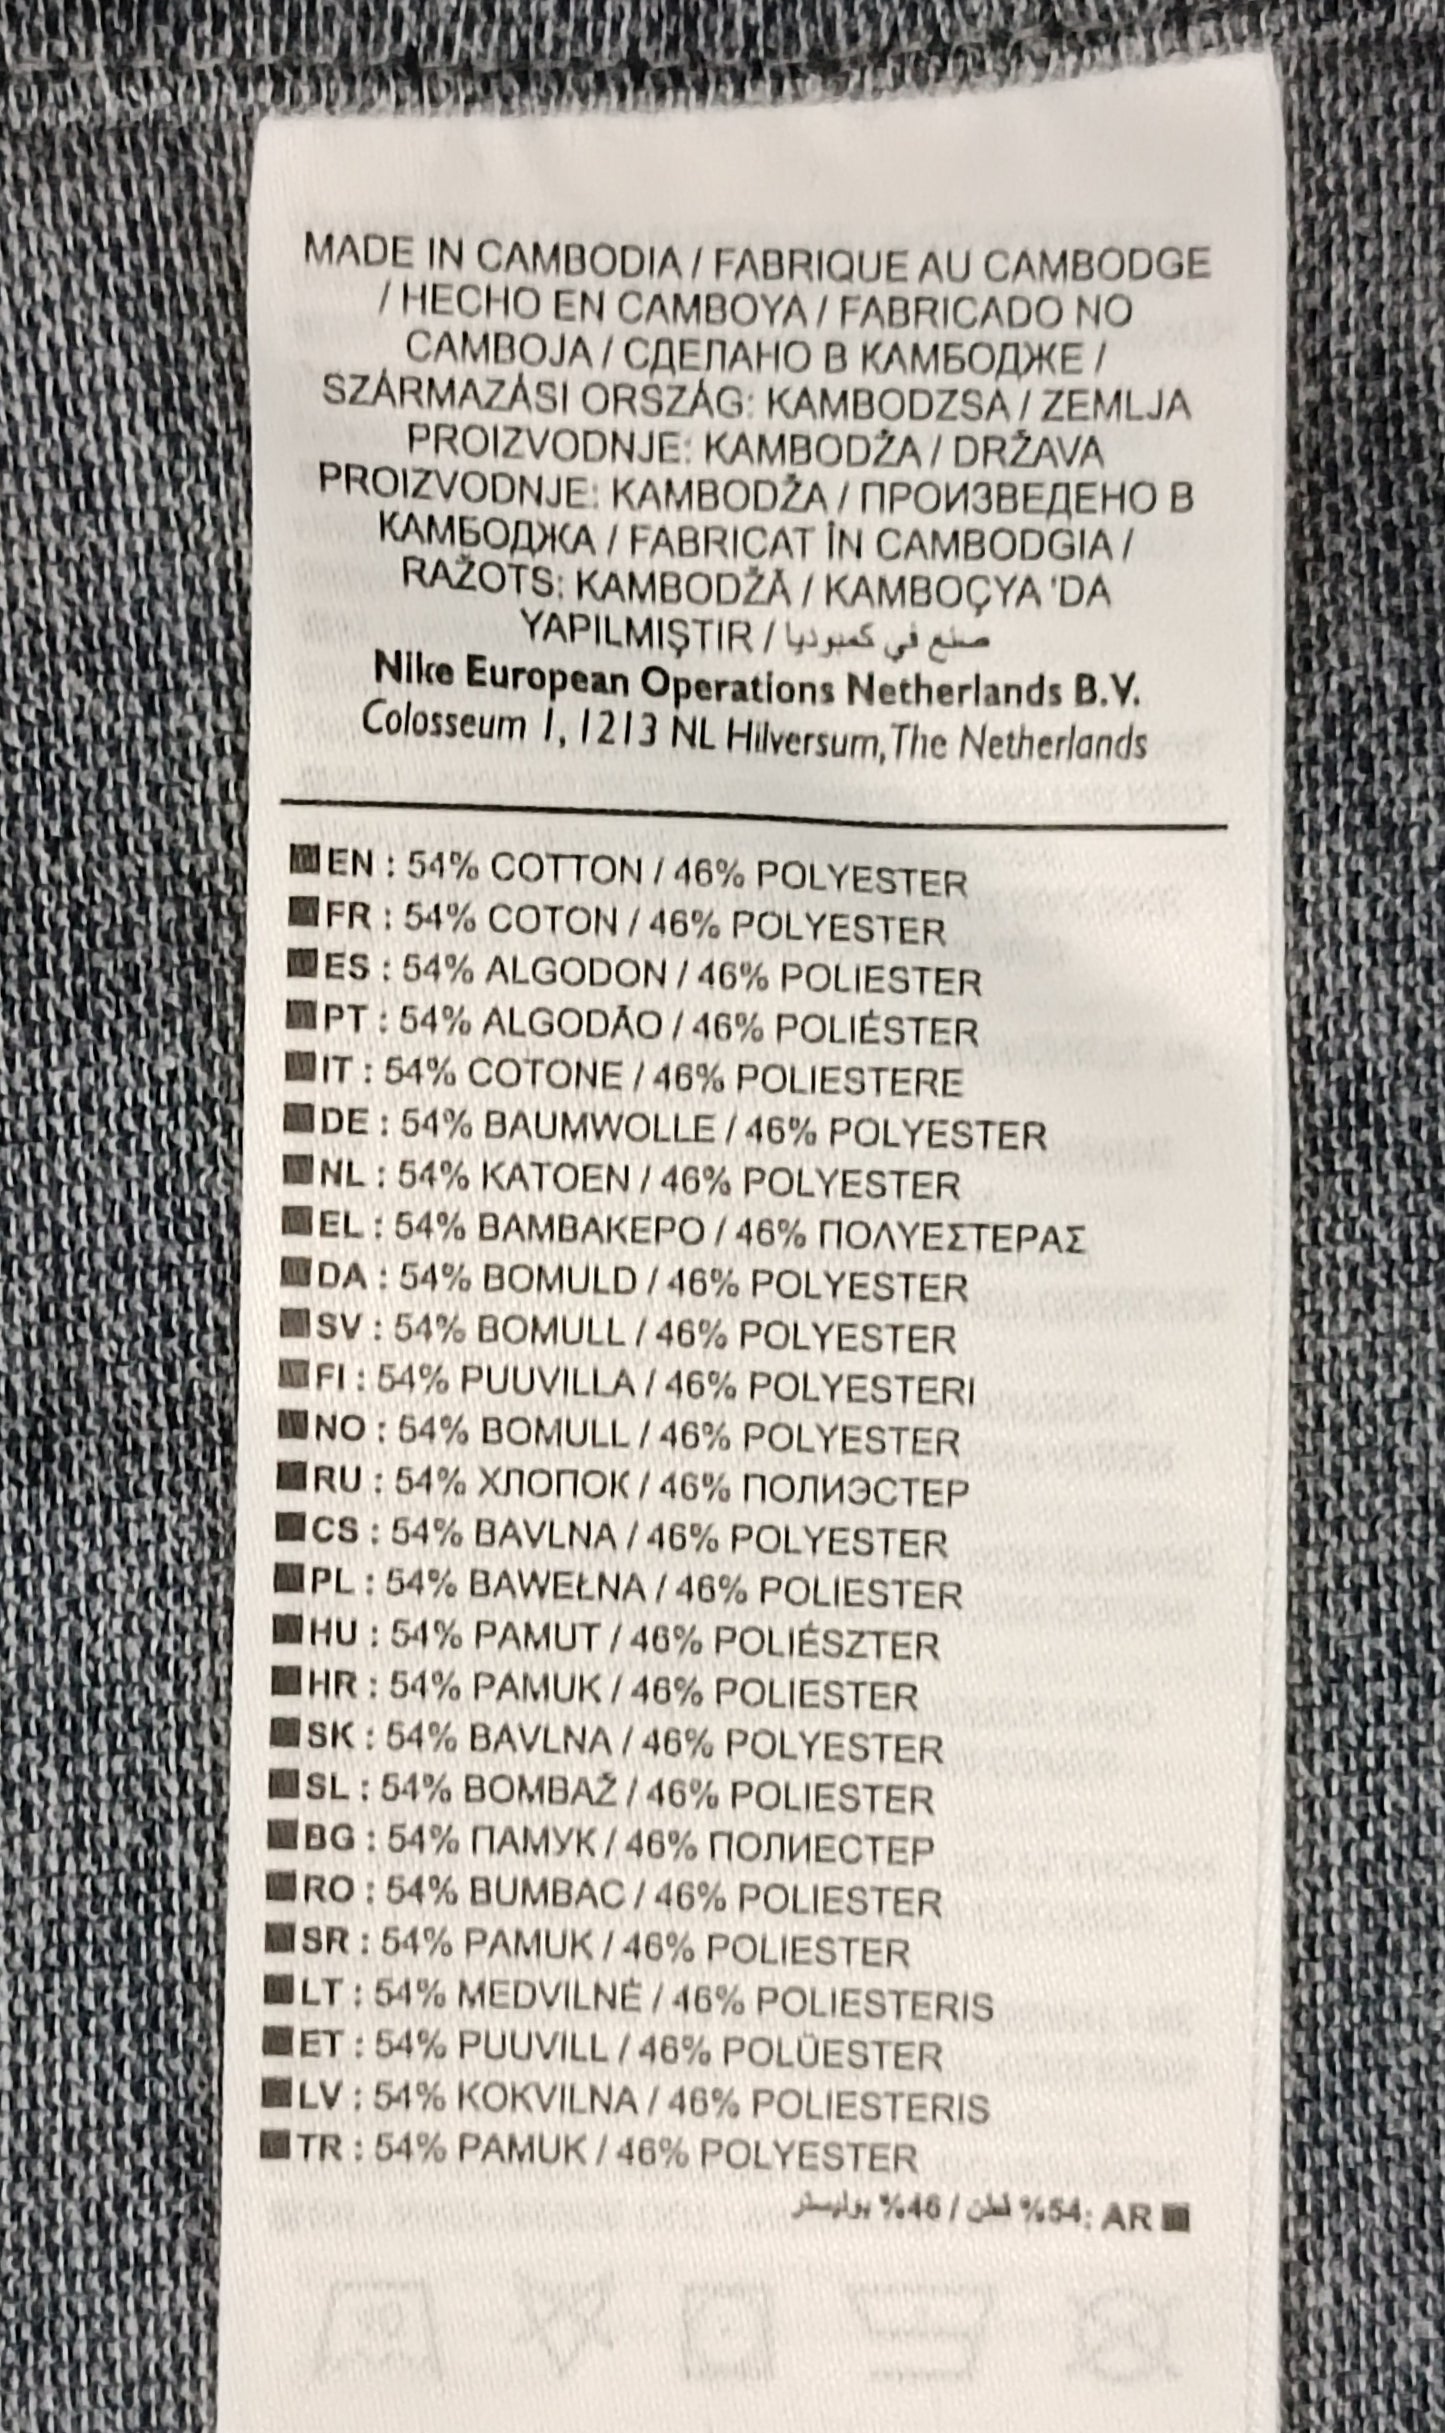 MADE IN CAMBODIA / FABRIQUE AU CAMBODGE
/ HECHO EN CAMBOYA / FABRICADO NO
CAMBOJA / СДЕЛАНО В КАМБОДЖЕ /
SZÁRMAZÁSI ORSZÁG: KAMBODZSA / ZEMLJA
PROIZVODNJE: KAMBODŽA / DRŽAVA
PROIZVODNJE: KAMBODŽA / ПРОИЗВЕДЕНО В
КАМБОДЖА / FABRICAT ÎN CAMBODGIA /
RAŽOTS: KAMBODŽĀ / KAMBOÇYA 'DA
YAPILMIŞTIR / صنع في كمبوديا
Nike European Operations Netherlands B.V.
Colosseum 1, 1213 NL Hilversum, The Netherlands
EN : 54% COTTON / 46% POLYESTER
FR : 54% COTON / 46% POLYESTER
ES : 54% ALGODON / 46% POLIESTER
PT : 54% ALGODÃO / 46% POLIÉSTER
IT : 54% COTONE / 46% POLIESTERE
DE : 54% BAUMWOLLE / 46% POLYESTER
NL : 54% KATOEN / 46% POLYESTER
EL : 54% ΒΑΜΒΑΚΕΡΟ / 46% ΠΟΛΥΕΣΤΕΡΑΣ
DA : 54% BOMULD / 46% POLYESTER
SV : 54% BOMULL / 46% POLYESTER
FI : 54% PUUVILLA / 46% POLYESTERI
NO : 54% BOMULL / 46% POLYESTER
RU : 54% ХЛОПОК / 46% ПОЛИЭСТЕР
CS : 54% BAVLNA / 46% POLYESTER
PL : 54% BAWEŁNA / 46% POLIESTER
HU : 54% PAMUT / 46% POLIÉSZTER
HR : 54% PAMUK / 46% POLIESTER
SK : 54% BAVLNA / 46% POLYESTER
SL : 54% BOMBAŽ / 46% POLIESTER
BG : 54% ПАМУК / 46% ПОЛИЕСТЕР
RO : 54% BUMBAC / 46% POLIESTER
SR : 54% PAMUK / 46% POLIESTER
LT : 54% MEDVILNĖ / 46% POLIESTERIS
ET : 54% PUUVILL / 46% POLÜESTER
LV : 54% KOKVILNA / 46% POLIESTERIS
TR : 54% PAMUK / 46% POLYESTER
AR :54% قطن / 46% بوليستر